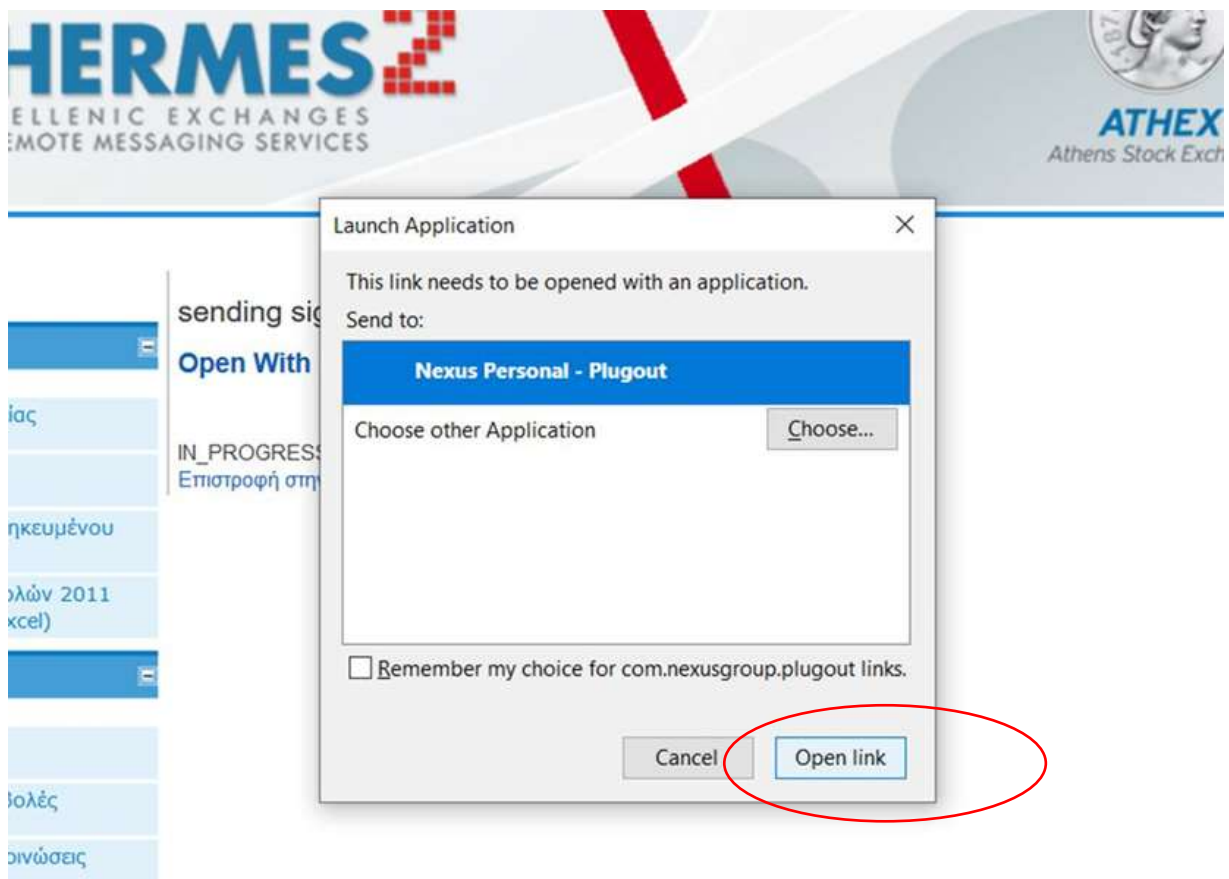 HERMES2
ELLENIC EXCHANGES
EMOTE MESSAGING SERVICES
187
ATHEX
Athens Stock Exch
Launch Application
This link needs to be opened with an application.
Send to:
Nexus Personal - Plugout
Choose other Application
Choose...
Remember my choice for com.nexusgroup.plugout links.
Cancel
Open link
sending sig
Open With
IN_PROGRESS
Επιστροφή στην
ίας
ηκευμένου
ολών 2011
xcel)
βολές
οινώσεις